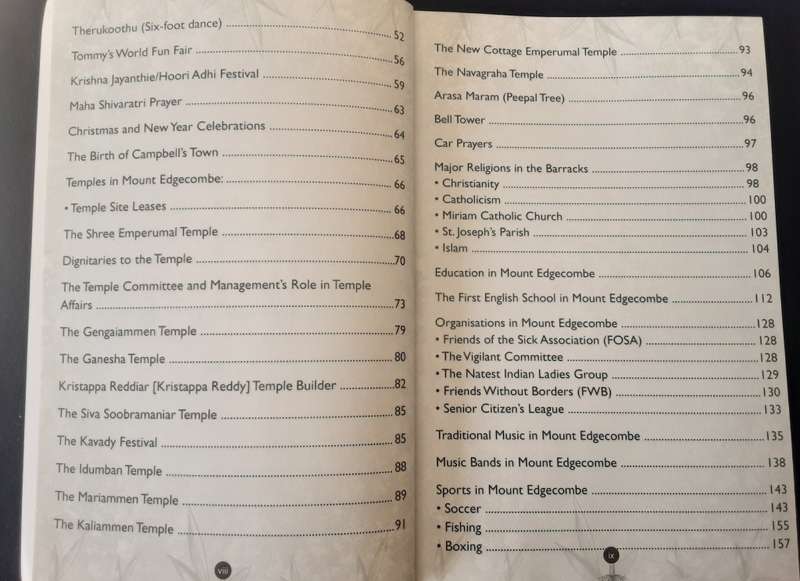 Therukoothu (Six-foot dance) 52
Tommy's World Fun Fair 56
Krishna Jayanthie/Hoori Adhi Festival 59
Maha Shivaratri Prayer 63
Christmas and New Year Celebrations 64
The Birth of Campbell's Town 65
Temples in Mount Edgecombe: 66
• Temple Site Leases 66
The Shree Emperumal Temple 68
Dignitaries to the Temple 70
The Temple Committee and Management's Role in Temple
Affairs 73
The Gengaiammen Temple 79
The Ganesha Temple 80
Kristappa Reddiar [Kristappa Reddy] Temple Builder 82
The Siva Soobramaniar Temple 85
The Kavady Festival 85
The Idumban Temple 88
The Mariammen Temple 89
The Kaliammen Temple 91
viii
The New Cottage Emperumal Temple 93
The Navagraha Temple 94
Arasa Maram (Peepal Tree) 96
Bell Tower 96
Car Prayers 97
Major Religions in the Barracks 98
• Christianity 98
• Catholicism 100
• Miriam Catholic Church 100
• St. Joseph's Parish 103
• Islam 104
Education in Mount Edgecombe 106
The First English School in Mount Edgecombe 112
Organisations in Mount Edgecombe 128
• Friends of the Sick Association (FOSA) 128
• The Vigilant Committee 128
• The Natest Indian Ladies Group 129
• Friends Without Borders (FWB) 130
• Senior Citizen's League 133
Traditional Music in Mount Edgecombe 135
Music Bands in Mount Edgecombe 138
Sports in Mount Edgecombe 143
• Soccer 143
• Fishing 155
• Boxing 157
ix